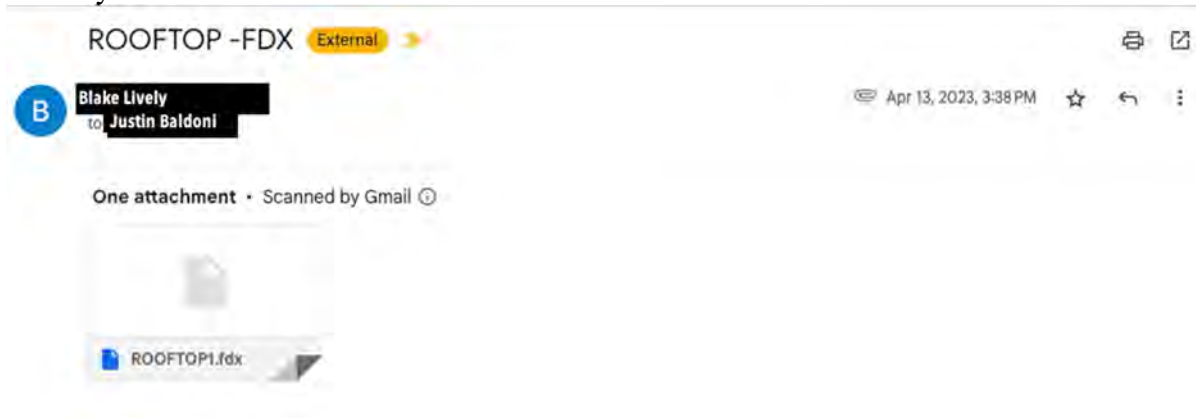 ROOFTOP -FDX External
B
Blake Lively
to Justin Baldoni
Apr 13, 2023, 3:38 PM
One attachment • Scanned by Gmail
ROOFTOP1.fdx